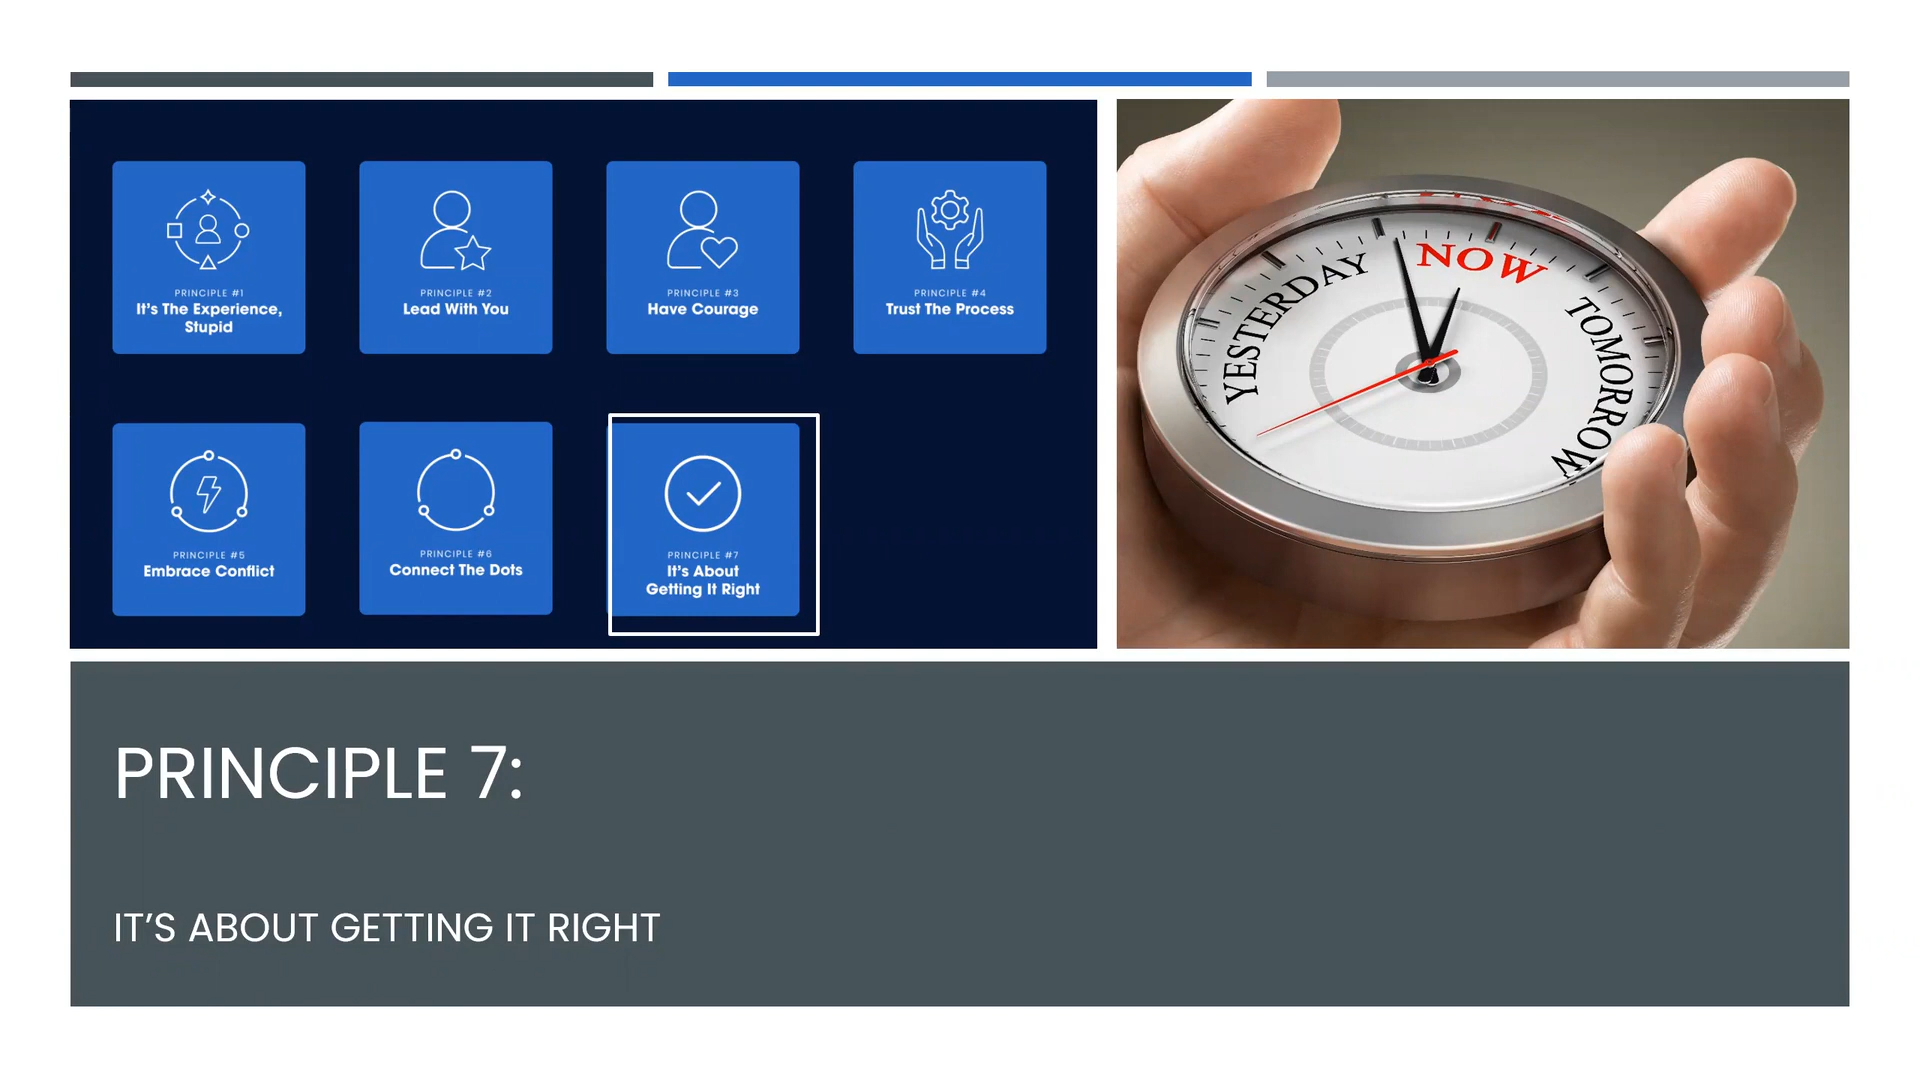 PRINCIPLE #1
It's The Experience,
Stupid
PRINCIPLE #2
Lead With You
PRINCIPLE #3
Have Courage
PRINCIPLE #4
Trust The Process
PRINCIPLE #5
Embrace Conflict
PRINCIPLE #6
Connect The Dots
PRINCIPLE #7
It's About
Getting It Right
YESTERDAY
NOW
TOMORROW
PRINCIPLE 7:
IT’S ABOUT GETTING IT RIGHT